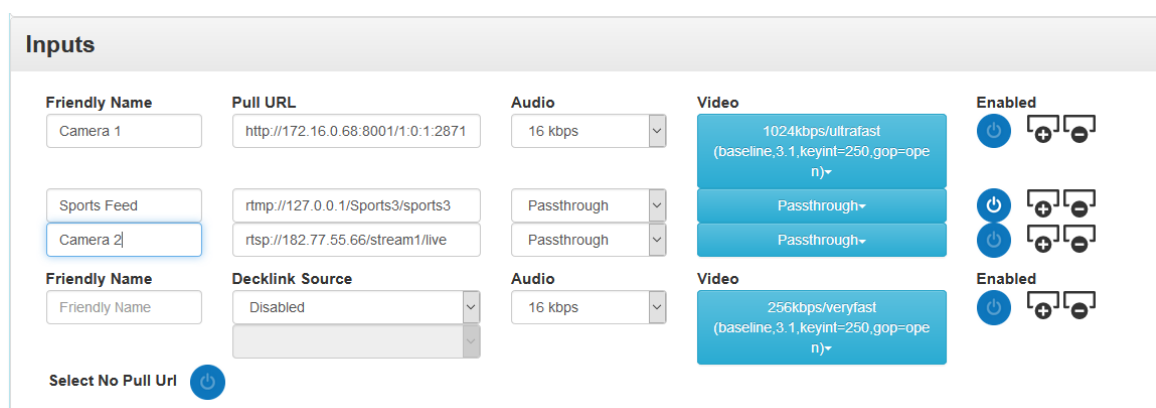 Inputs
Friendly Name Pull URL Audio Video Enabled
Camera 1 http://172.16.0.68:8001/1:0:1:2871 16 kbps 1024kbps/ultrafast
(baseline,3.1,keyint=250,gop=ope
n)
Sports Feed rtmp://127.0.0.1/Sports3/sports3 Passthrough Passthrough
Camera 2 rtsp://182.77.55.66/stream1/live Passthrough Passthrough
Friendly Name Decklink Source Audio Video Enabled
Friendly Name Disabled 16 kbps 256kbps/veryfast
(baseline,3.1,keyint=250,gop=ope
n)
Select No Pull Url